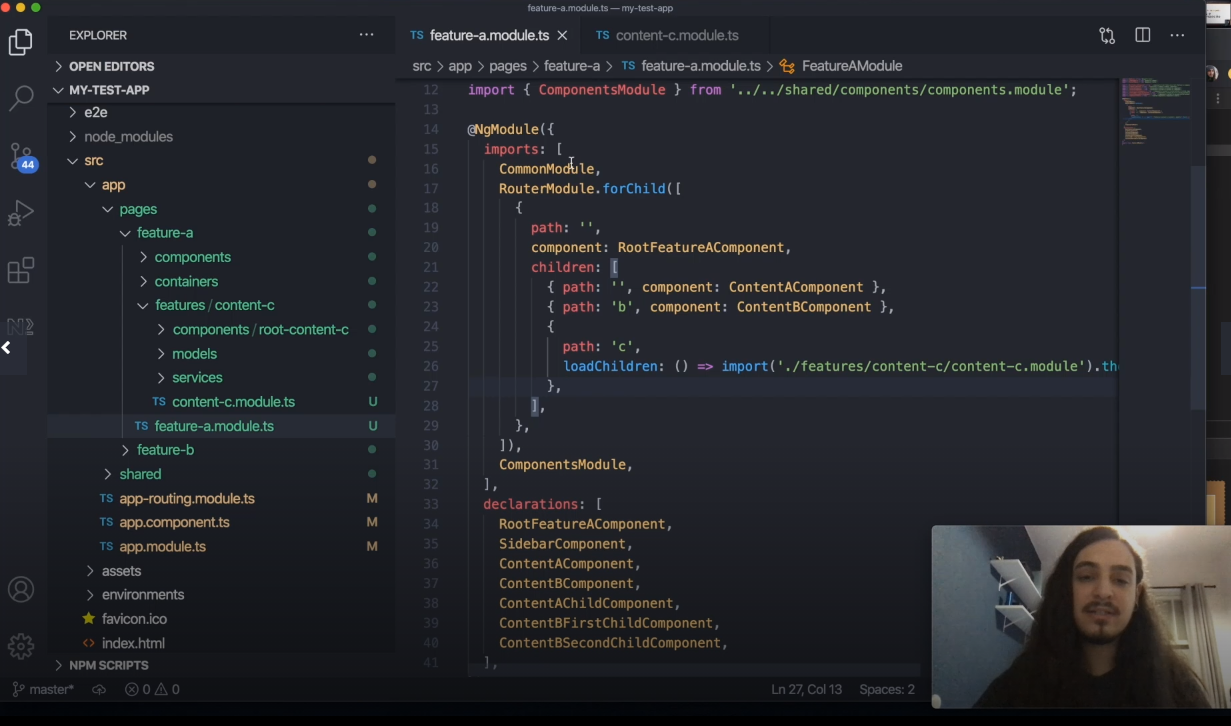 feature-a.module.ts — my-test-app
EXPLORER
OPEN EDITORS
MY-TEST-APP
e2e
node_modules
src
app
pages
feature-a
components
containers
features / content-c
components / root-content-c
models
services
TS content-c.module.ts U
TS feature-a.module.ts U
feature-b
shared
TS app-routing.module.ts M
TS app.component.ts M
TS app.module.ts M
assets
environments
favicon.ico
<> index.html
NPM SCRIPTS
44
TS feature-a.module.ts
TS content-c.module.ts
src > app > pages > feature-a > TS feature-a.module.ts > FeatureAModule
12 import { ComponentsModule } from '../../shared/components/components.module';
13
14 @NgModule({
15 imports: [
16 CommonModule,
17 RouterModule.forChild([
18 {
19 path: '',
20 component: RootFeatureAComponent,
21 children: [
22 { path: '', component: ContentAComponent },
23 { path: 'b', component: ContentBComponent },
24 {
25 path: 'c',
26 loadChildren: () => import('./features/content-c/content-c.module').th
27 },
28 ],
29 },
30 ]),
31 ComponentsModule,
32 ],
33 declarations: [
34 RootFeatureAComponent,
35 SidebarComponent,
36 ContentAComponent,
37 ContentBComponent,
38 ContentAChildComponent,
39 ContentBFirstChildComponent,
40 ContentBSecondChildComponent,
41 ],
master* 0 0
Ln 27, Col 13 Spaces: 2